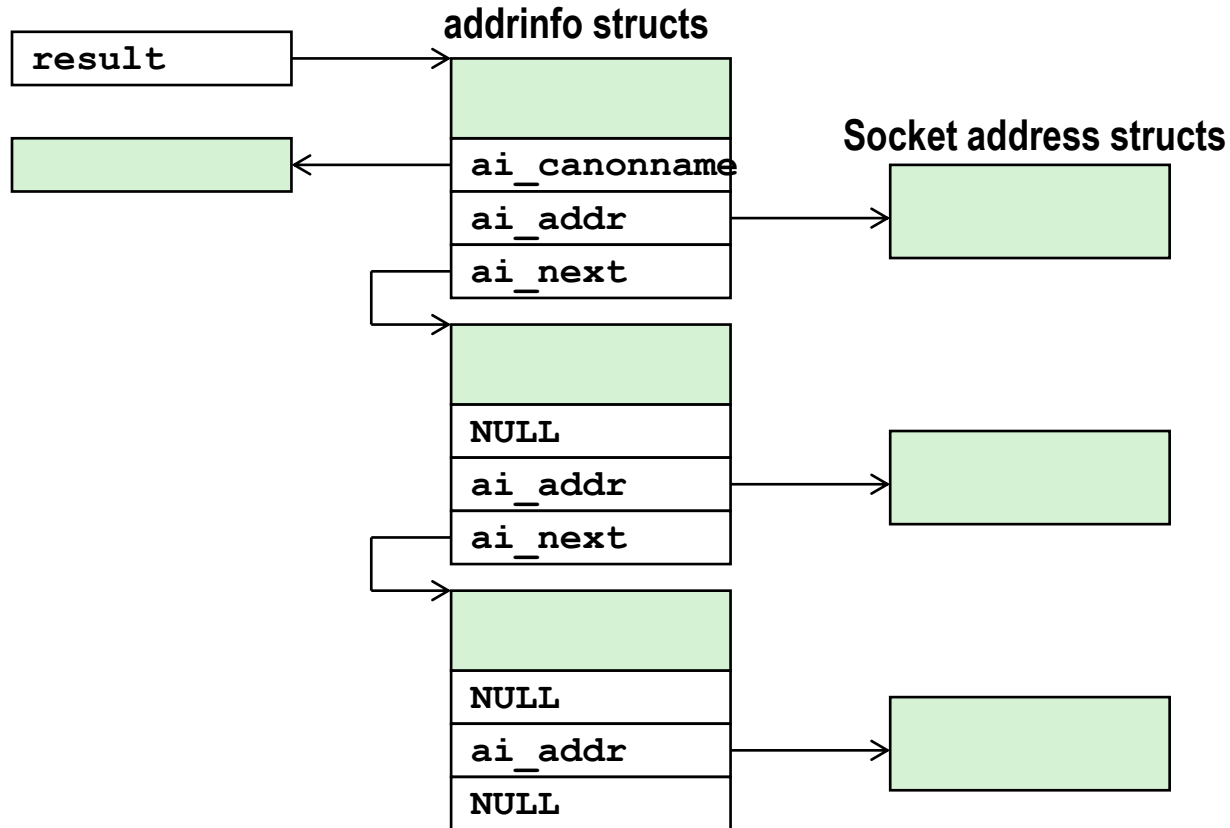 addrinfo structs
result
Socket address structs
ai_canonname
ai_addr
ai_next
NULL
ai_addr
ai_next
NULL
ai_addr
NULL